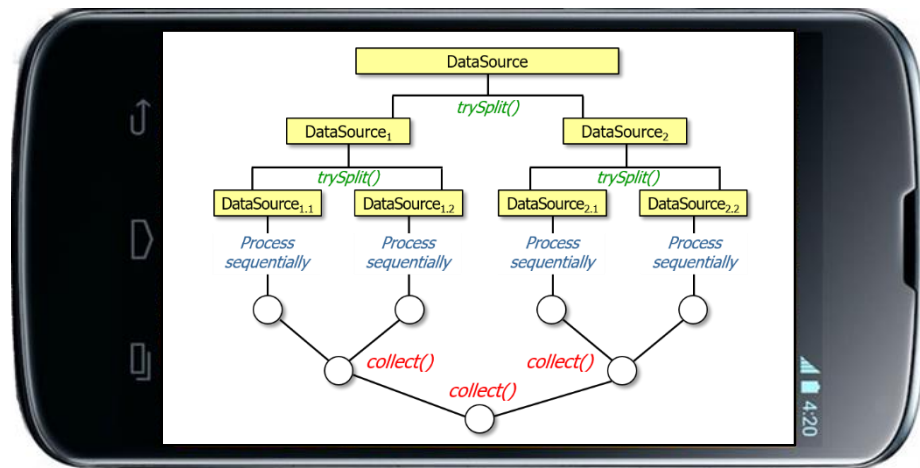 DataSource
trySplit()
DataSource₁
DataSource₂
trySplit()
trySplit()
DataSource₁.₁
DataSource₁.₂
DataSource₂.₁
DataSource₂.₂
Process
sequentially
Process
sequentially
Process
sequentially
Process
sequentially
collect()
collect()
collect()
4:20